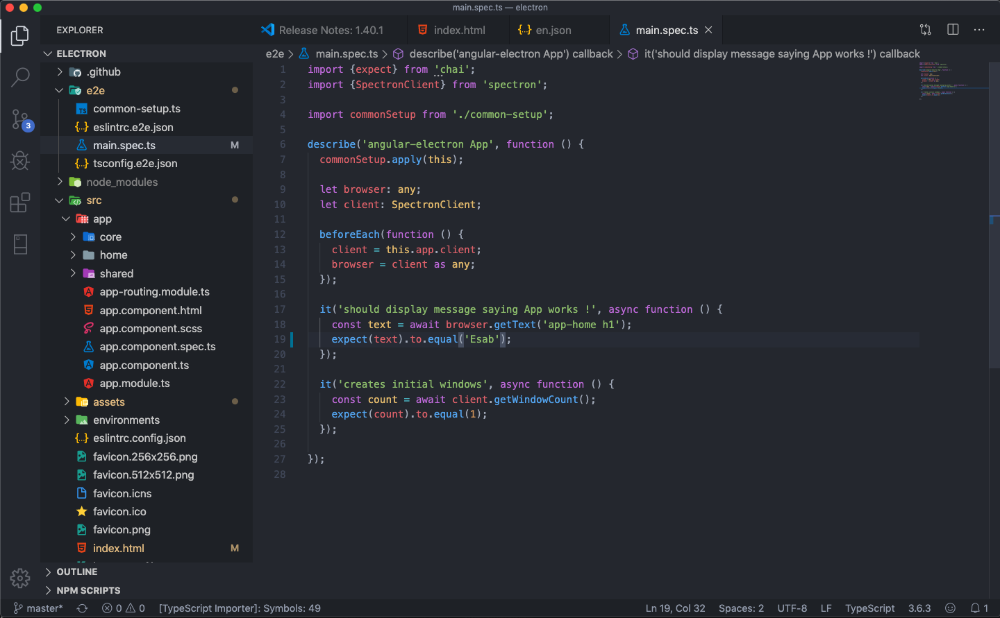 main.spec.ts — electron
EXPLORER
Release Notes: 1.40.1
index.html
{..} en.json
main.spec.ts
ELECTRON
e2e > main.spec.ts > describe('angular-electron App') callback > it('should display message saying App works !') callback
.github
e2e
TS common-setup.ts
{..} eslintrc.e2e.json
main.spec.ts M
{..} tsconfig.e2e.json
node_modules
src
app
core
home
shared
app-routing.module.ts
app.component.html
app.component.scss
app.component.spec.ts
app.component.ts
app.module.ts
assets
environments
{..} eslintrc.config.json
favicon.256x256.png
favicon.512x512.png
favicon.icns
favicon.ico
favicon.png
index.html M
OUTLINE
NPM SCRIPTS
3
1 import {expect} from 'chai';
2 import {SpectronClient} from 'spectron';
3
4 import commonSetup from './common-setup';
5
6 describe('angular-electron App', function () {
7 commonSetup.apply(this);
8
9 let browser: any;
10 let client: SpectronClient;
11
12 beforeEach(function () {
13 client = this.app.client;
14 browser = client as any;
15 });
16
17 it('should display message saying App works !', async function () {
18 const text = await browser.getText('app-home h1');
19 expect(text).to.equal('Esab');
20 });
21
22 it('creates initial windows', async function () {
23 const count = await client.getWindowCount();
24 expect(count).to.equal(1);
25 });
26
27 });
28
master* 0 0 [TypeScript Importer]: Symbols: 49 Ln 19, Col 32 Spaces: 2 UTF-8 LF TypeScript 3.6.3 1